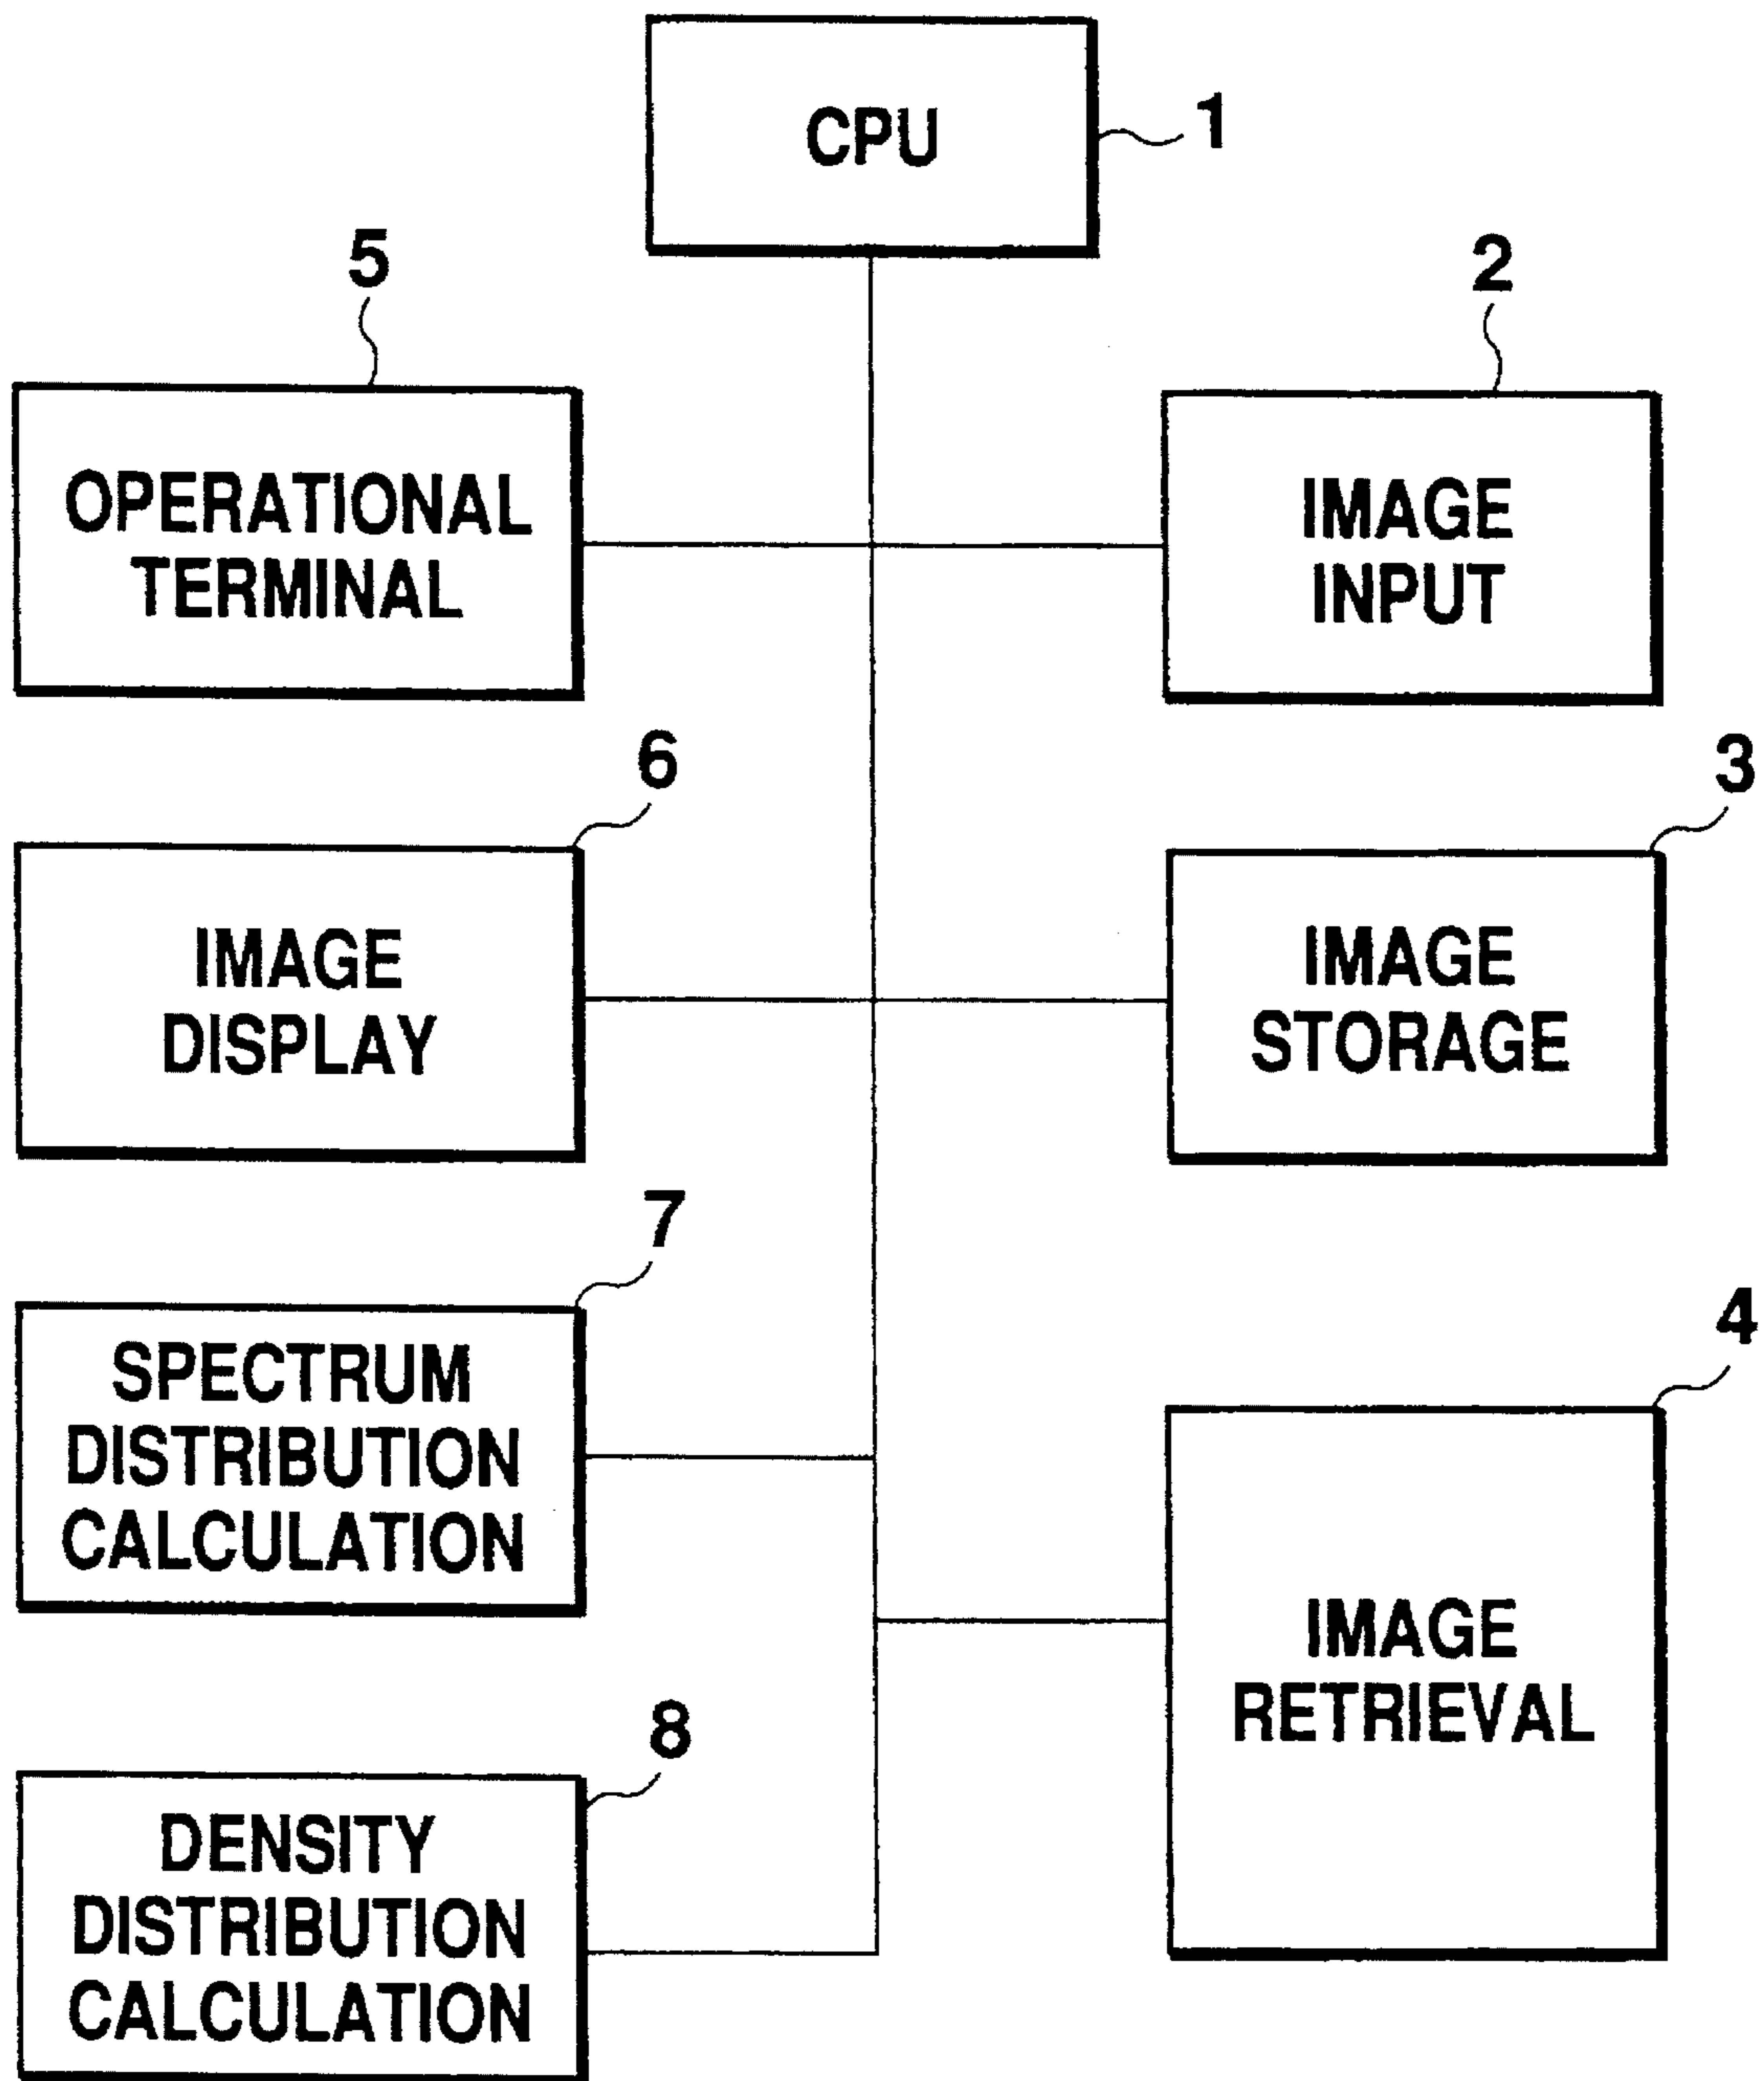 CPU
1
5
OPERATIONAL
TERMINAL
2
IMAGE
INPUT
6
IMAGE
DISPLAY
3
IMAGE
STORAGE
7
SPECTRUM
DISTRIBUTION
CALCULATION
4
IMAGE
RETRIEVAL
8
DENSITY
DISTRIBUTION
CALCULATION